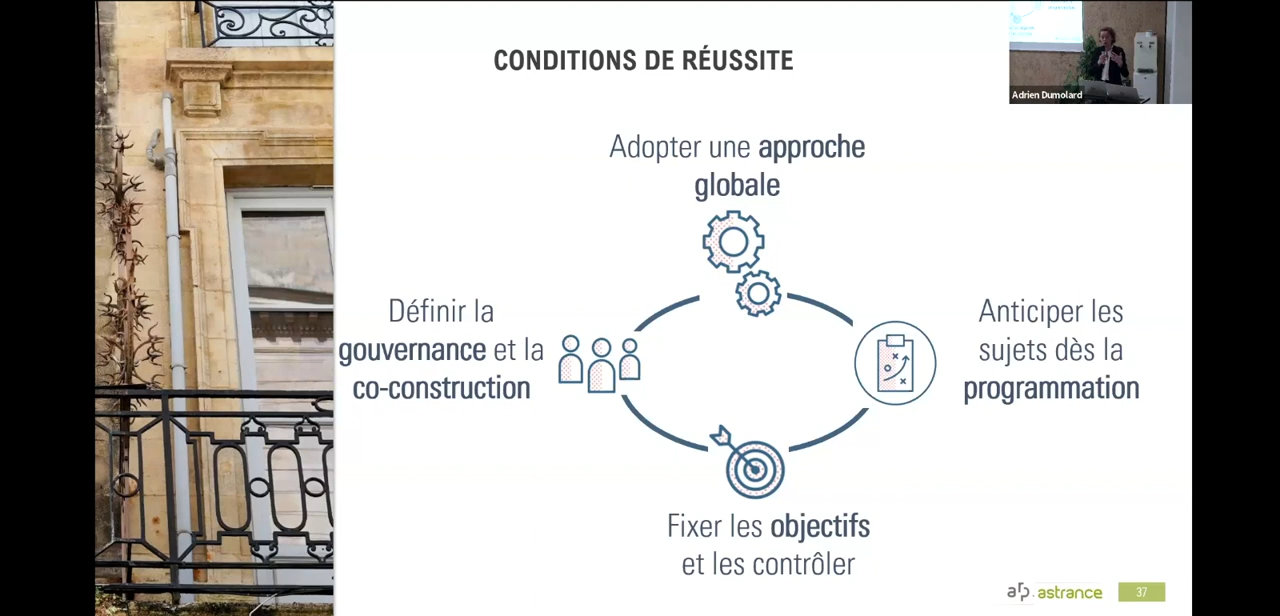 CONDITIONS DE RÉUSSITE
Adrien Dumolard
Adopter une approche
globale
Définir la
gouvernance et la
co-construction
Anticiper les
sujets dès la
programmation
Fixer les objectifs
et les contrôler
astrance
37